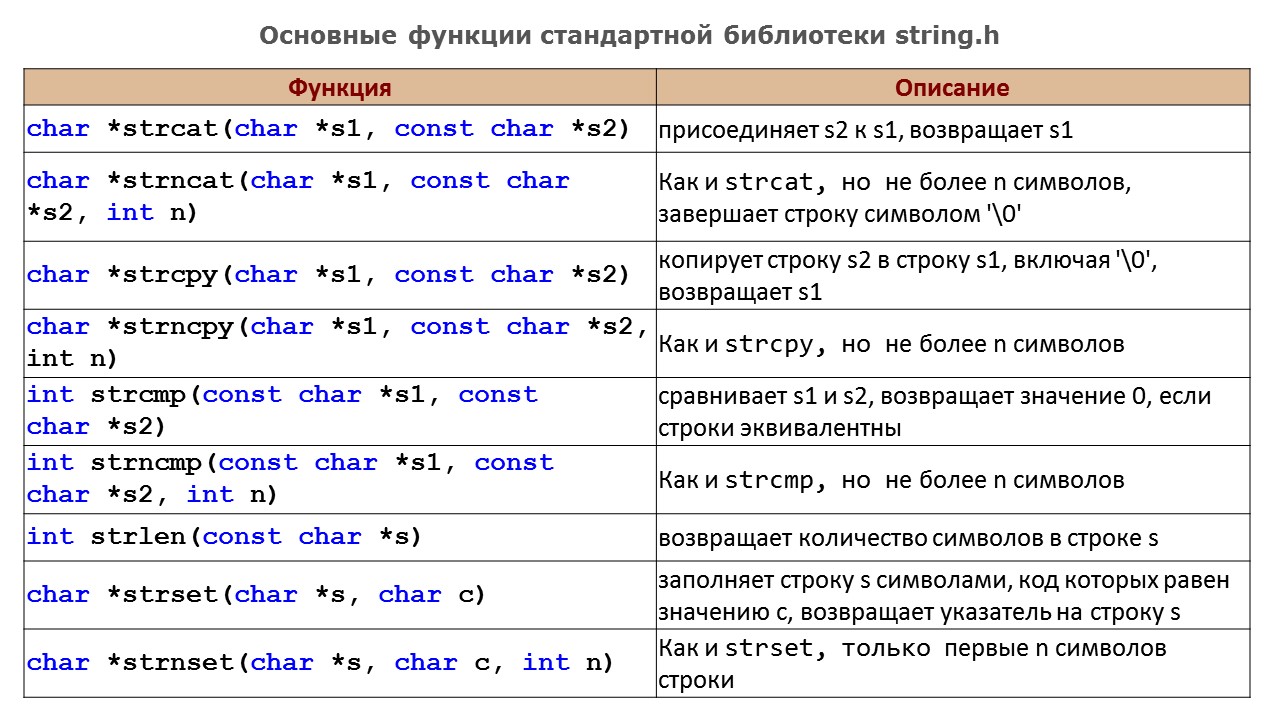 Основные функции стандартной библиотеки string.h
Функция
Описание
char *strcat(char *s1, const char *s2)
присоединяет s2 к s1, возвращает s1
char *strncat(char *s1, const char
*s2, int n)
Как и strcat, но не более n символов,
завершает строку символом '\0'
char *strcpy(char *s1, const char *s2)
копирует строку s2 в строку s1, включая '\0',
возвращает s1
char *strncpy(char *s1, const char *s2,
int n)
Как и strcpy, но не более n символов
int strcmp(const char *s1, const
char *s2)
сравнивает s1 и s2, возвращает значение 0, если
строки эквивалентны
int strncmp(const char *s1, const
char *s2, int n)
Как и strcmp, но не более n символов
int strlen(const char *s)
возвращает количество символов в строке s
char *strset(char *s, char c)
заполняет строку s символами, код которых равен
значению c, возвращает указатель на строку s
char *strnset(char *s, char c, int n)
Как и strset, только первые n символов
строки